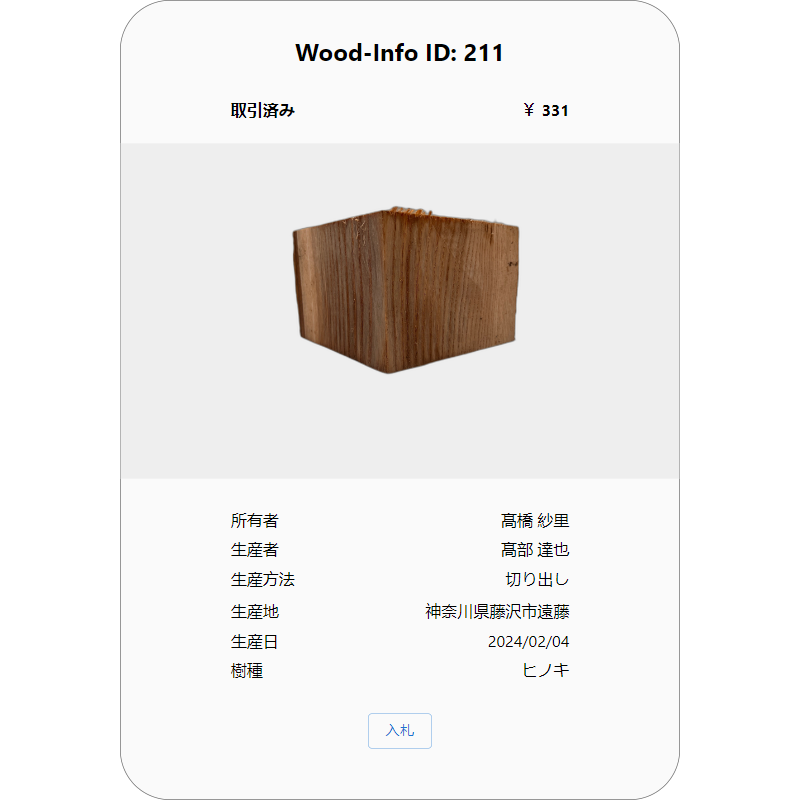 Wood-Info ID: 211
取引済み ￥ 331
所有者 髙橋 紗里
生産者 髙部 達也
生産方法 切り出し
生産地 神奈川県藤沢市遠藤
生産日 2024/02/04
樹種 ヒノキ
入札